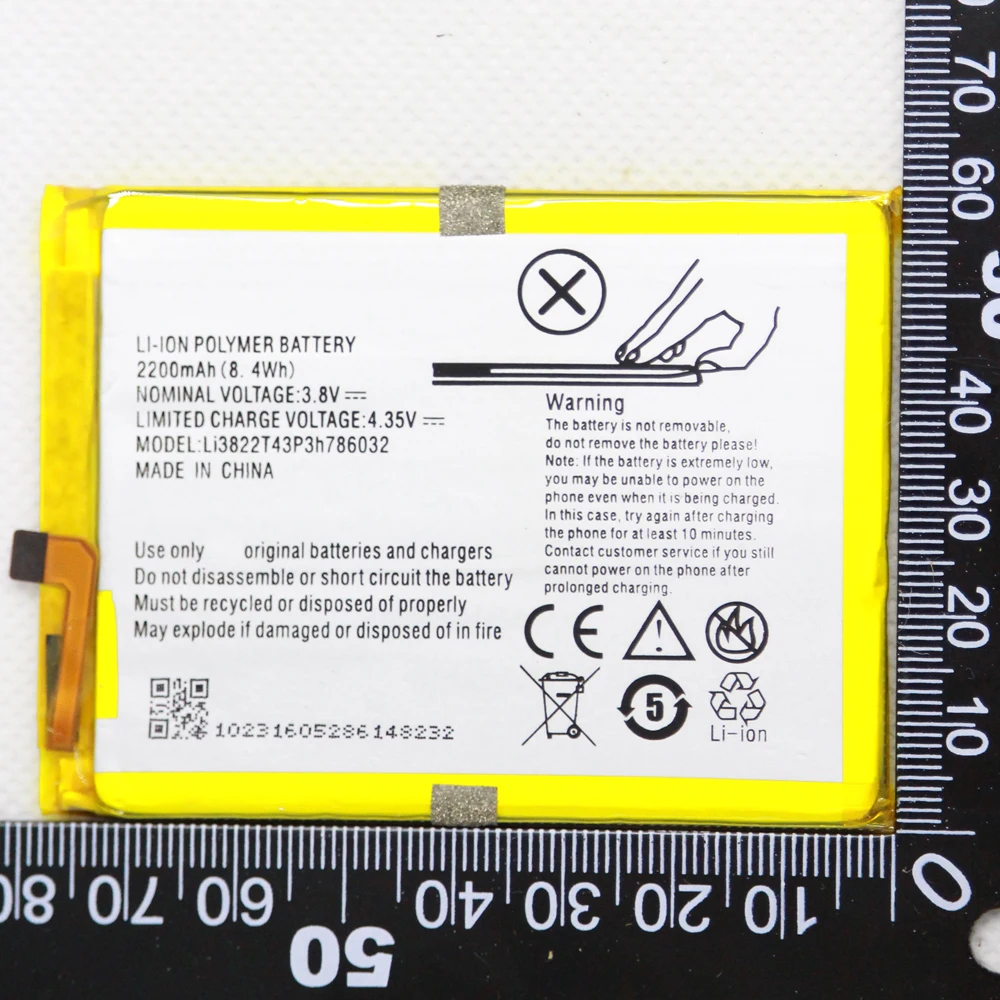 LI-ION POLYMER BATTERY
2200mAh (8. 4Wh)
NOMINAL VOLTAGE:3.8V
LIMITED CHARGE VOLTAGE:4.35V
MODEL:Li3822T43P3h786032
MADE IN CHINA
Use only original batteries and chargers
Do not disassemble or short circuit the battery
Must be recycled or disposed of properly
May explode if damaged or disposed of in fire
10231605286148232
Warning
The battery is not removable,
do not remove the battery please!
Note: If the battery is extremely low,
you may be unable to power on the
phone even when it is being charged.
In this case, try again after charging
the phone for at least 10 minutes.
Contact customer service if you still
cannot power on the phone after
prolonged charging.
CE
5
Li-ion
70
60
50
40
30
20
10
0
10
20
30
40
50
60
70
80